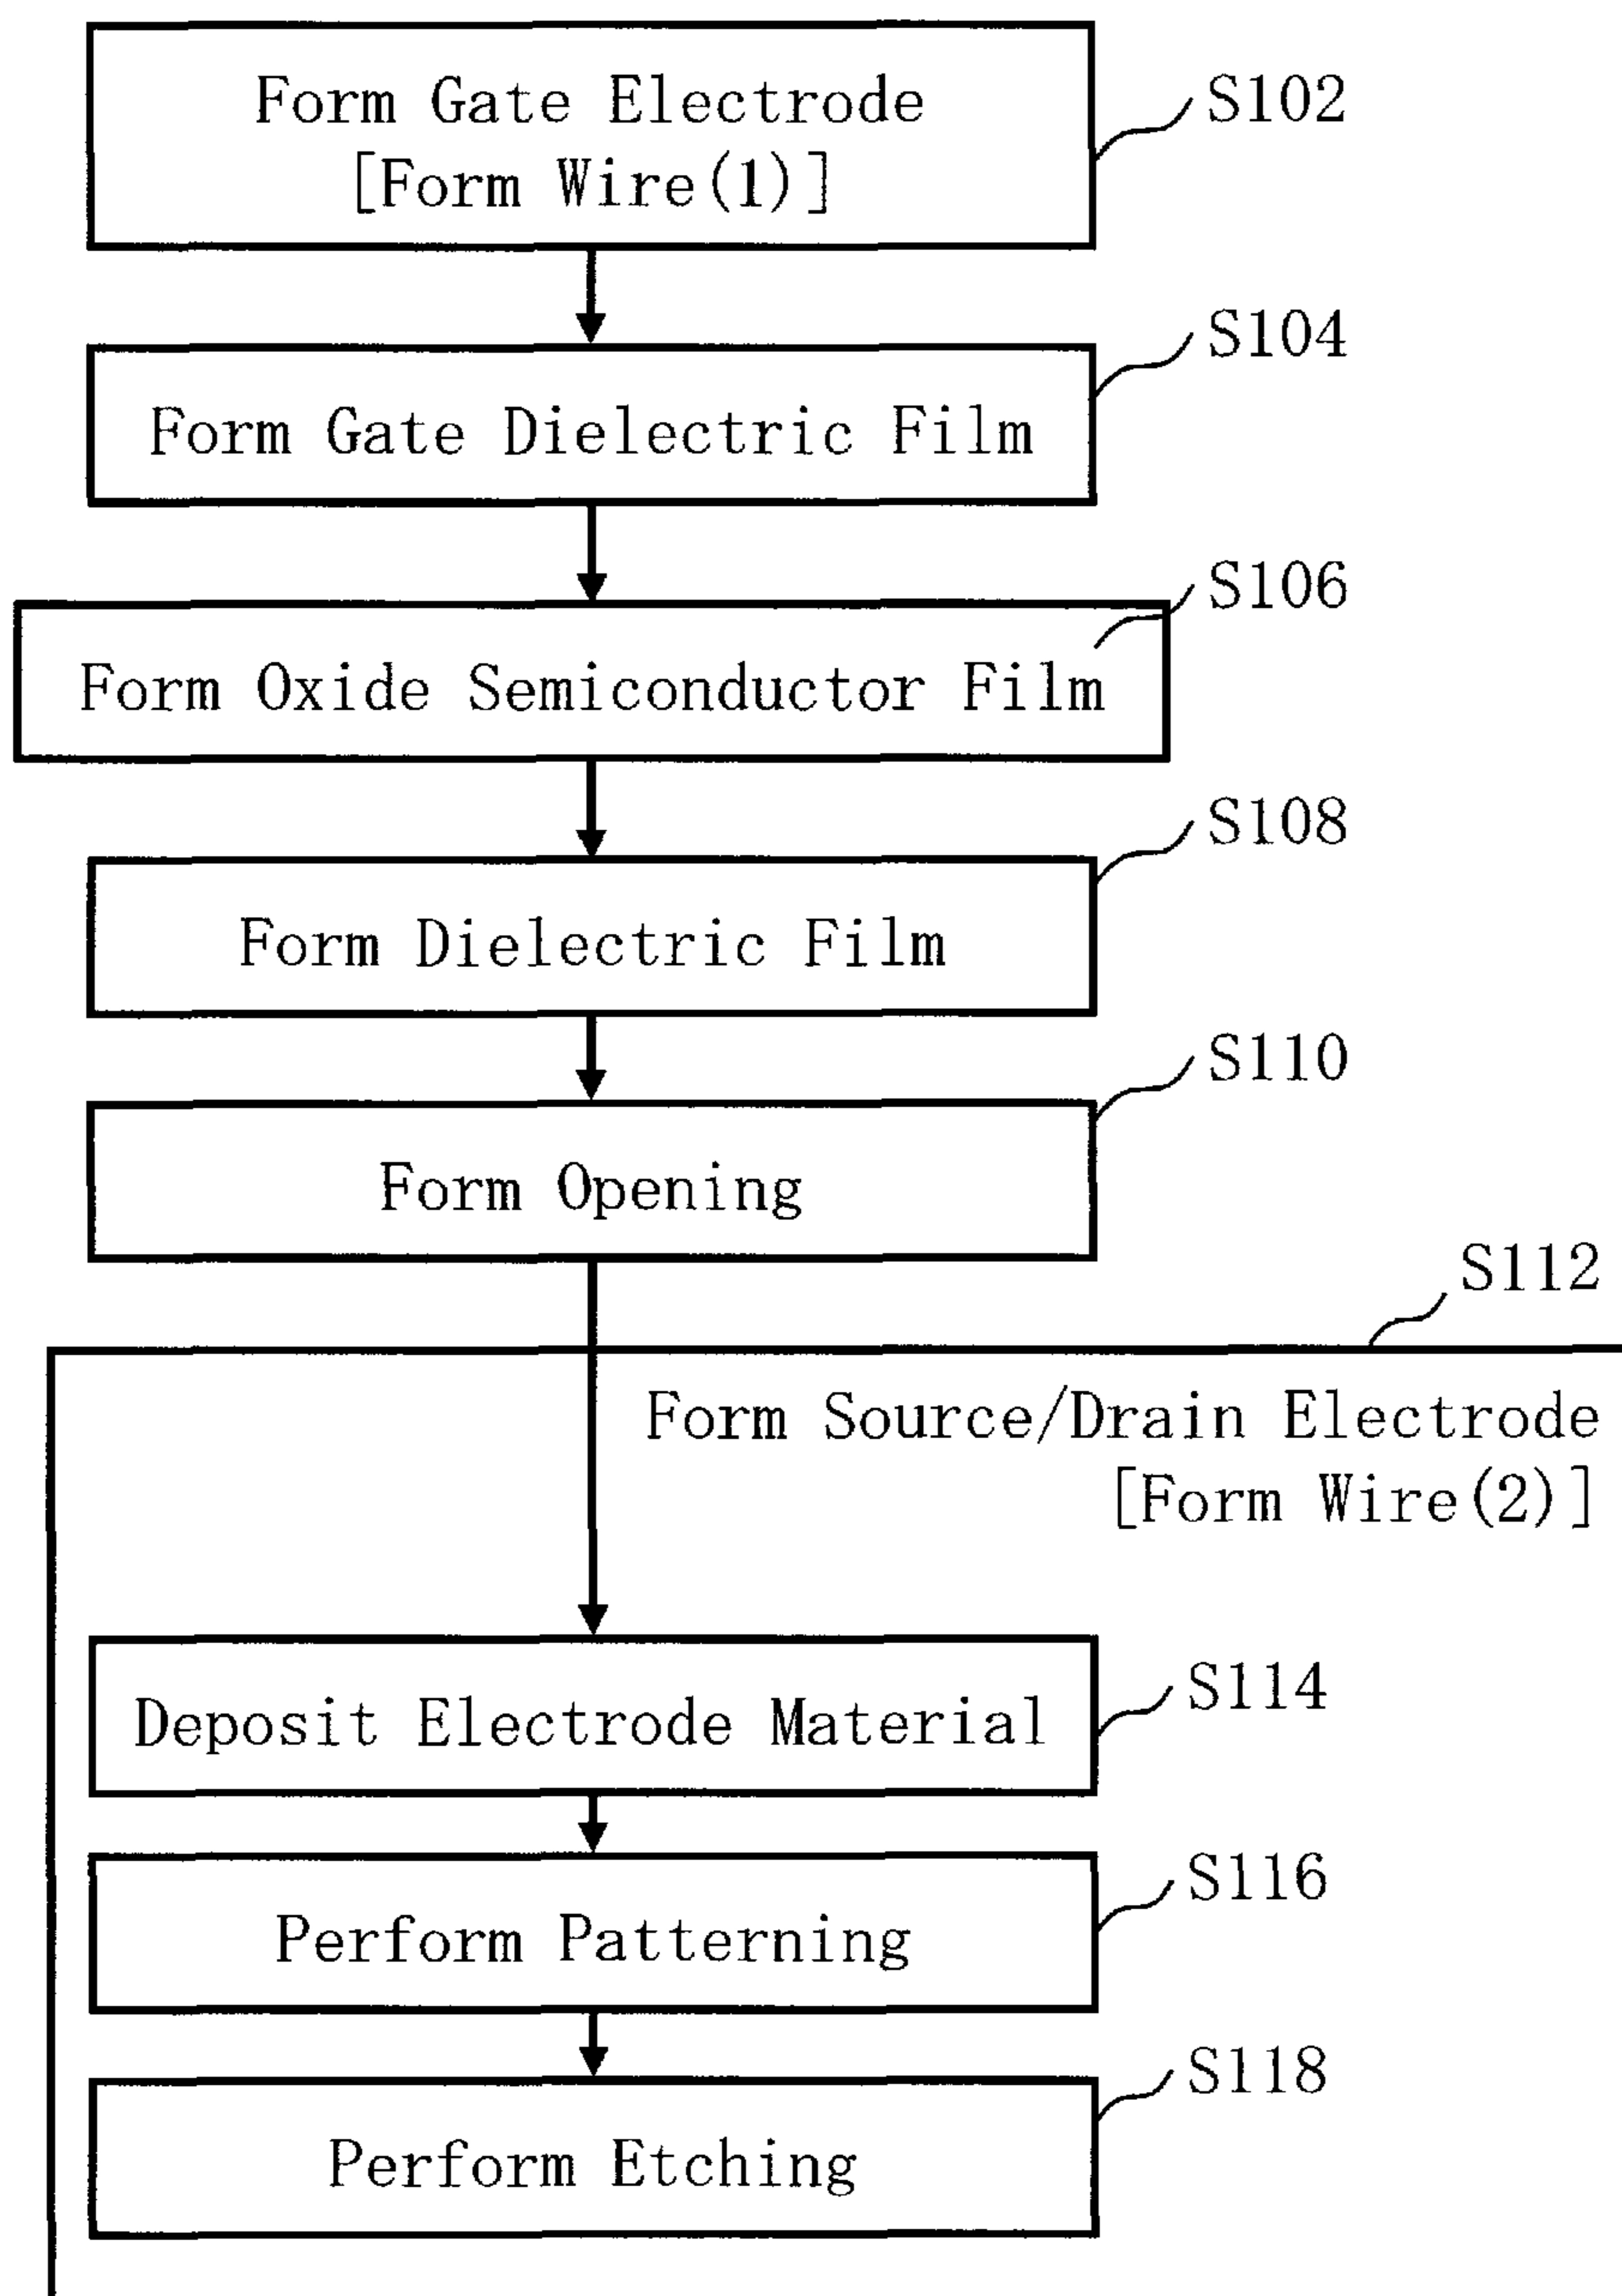 Form Gate Electrode
[Form Wire(1)]
S102
S104
Form Gate Dielectric Film
S106
Form Oxide Semiconductor Film
S108
Form Dielectric Film
S110
Form Opening
S112
Form Source/Drain Electrode
[Form Wire(2)]
Deposit Electrode Material
S114
Perform Patterning
S116
Perform Etching
S118